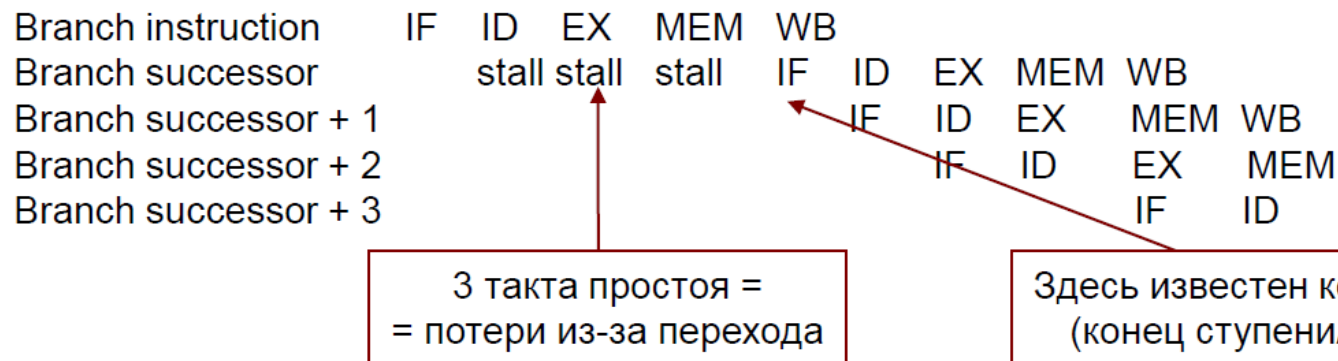 Branch instruction IF ID EX MEM WB
Branch successor stall stall stall IF ID EX MEM WB
Branch successor + 1 IF ID EX MEM WB
Branch successor + 2 IF ID EX MEM
Branch successor + 3 IF ID
3 такта простоя =
= потери из-за перехода
Здесь известен
(конец